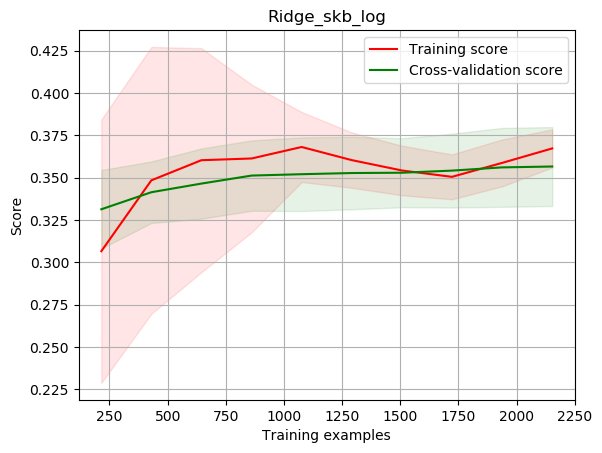 Ridge_skb_log
Training score
Cross-validation score
0.425
0.400
0.375
0.350
0.325
0.300
0.275
0.250
0.225
Score
250 500 750 1000 1250 1500 1750 2000 2250
Training examples